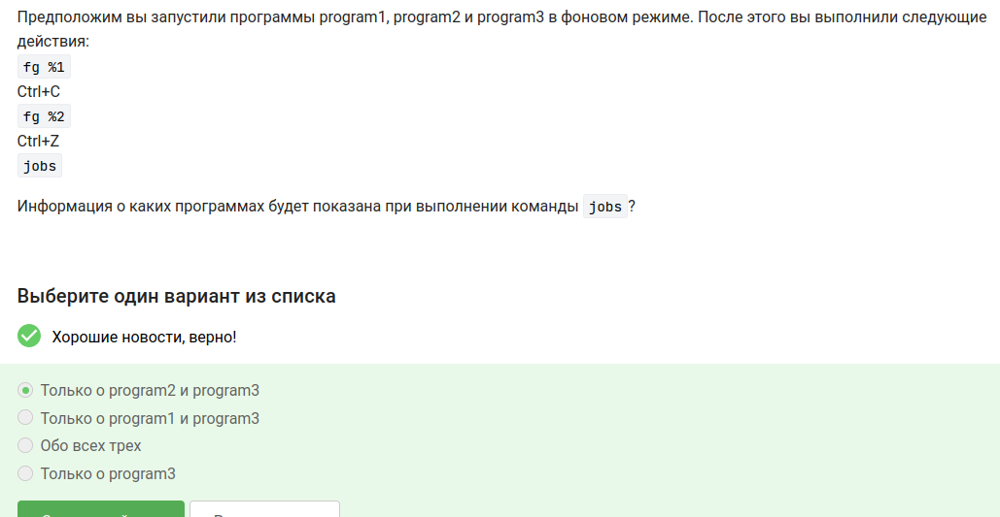 Предположим вы запустили программы program1, program2 и program3 в фоновом режиме. После этого вы выполнили следующие
действия:
fg %1
Ctrl+C
fg %2
Ctrl+Z
jobs
Информация о каких программах будет показана при выполнении команды jobs?
Выберите один вариант из списка
Хорошие новости, верно!
Только о program2 и program3
Только о program1 и program3
Обо всех трех
Только о program3